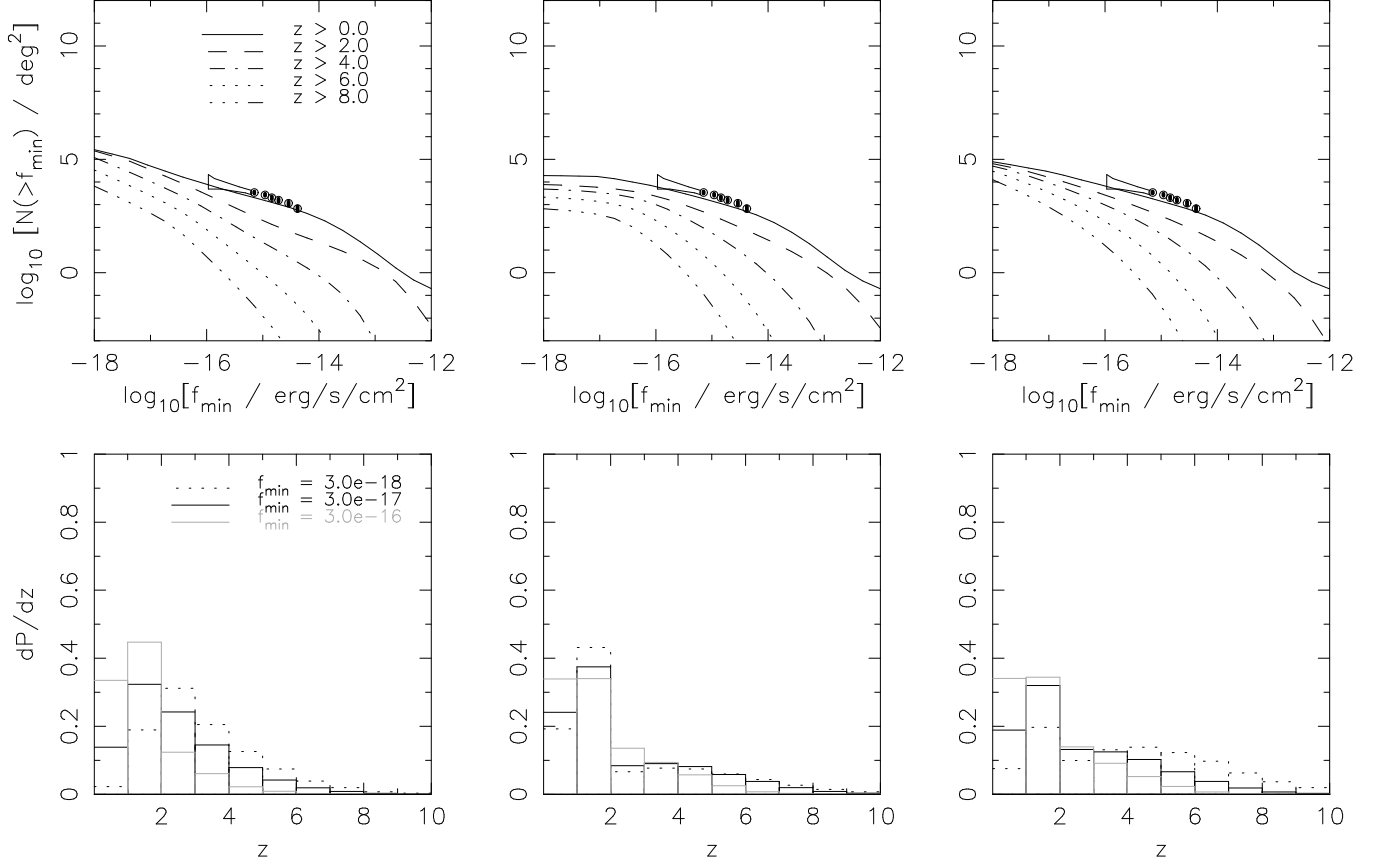 log10 [N(>fmin) / deg2]
10
5
0
z > 0.0
z > 2.0
z > 4.0
z > 6.0
z > 8.0
−18 −16 −14 −12
log10[fmin / erg/s/cm2]
10
5
0
−18 −16 −14 −12
log10[fmin / erg/s/cm2]
10
5
0
−18 −16 −14 −12
log10[fmin / erg/s/cm2]
dP/dz
1
0.8
0.6
0.4
0.2
0
fmin = 3.0e−18
fmin = 3.0e−17
fmin = 3.0e−16
2 4 6 8 10
z
1
0.8
0.6
0.4
0.2
0
2 4 6 8 10
z
1
0.8
0.6
0.4
0.2
0
2 4 6 8 10
z